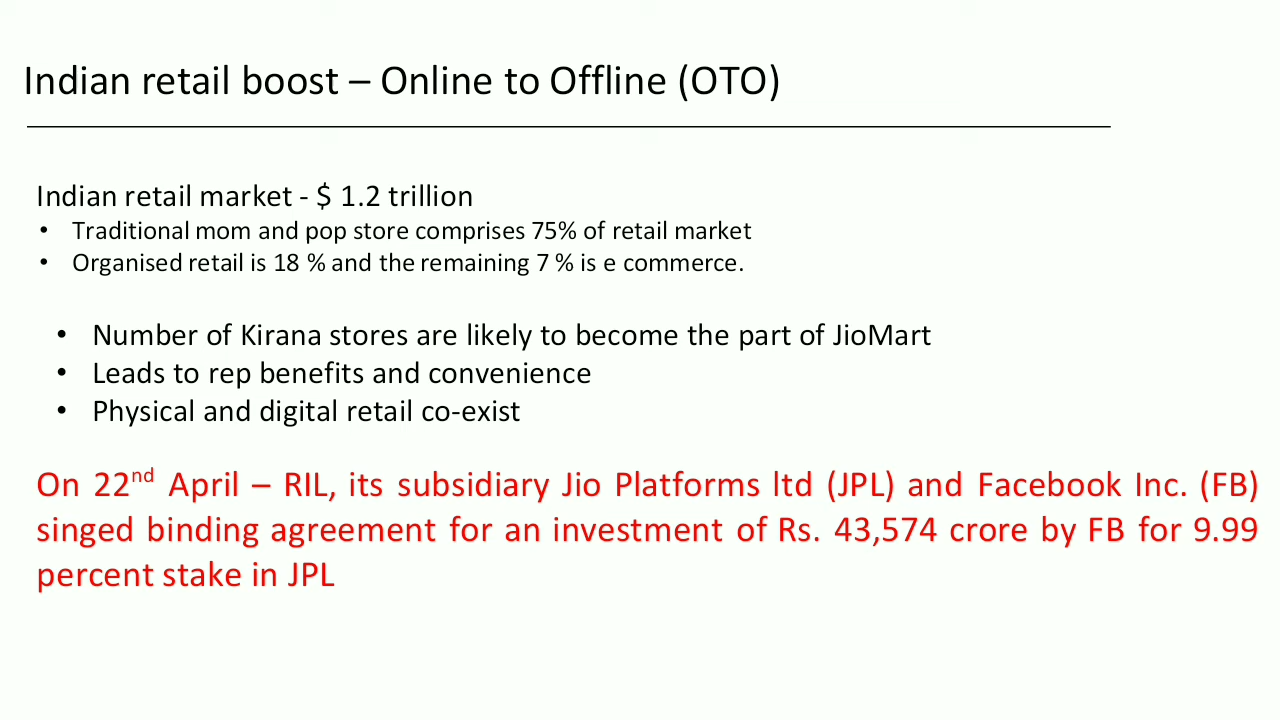 Indian retail boost – Online to Offline (OTO)
Indian retail market - $ 1.2 trillion
• Traditional mom and pop store comprises 75% of retail market
• Organised retail is 18 % and the remaining 7 % is e commerce.
• Number of Kirana stores are likely to become the part of JioMart
• Leads to rep benefits and convenience
• Physical and digital retail co-exist
On 22nd April – RIL, its subsidiary Jio Platforms ltd (JPL) and Facebook Inc. (FB)
singed binding agreement for an investment of Rs. 43,574 crore by FB for 9.99
percent stake in JPL